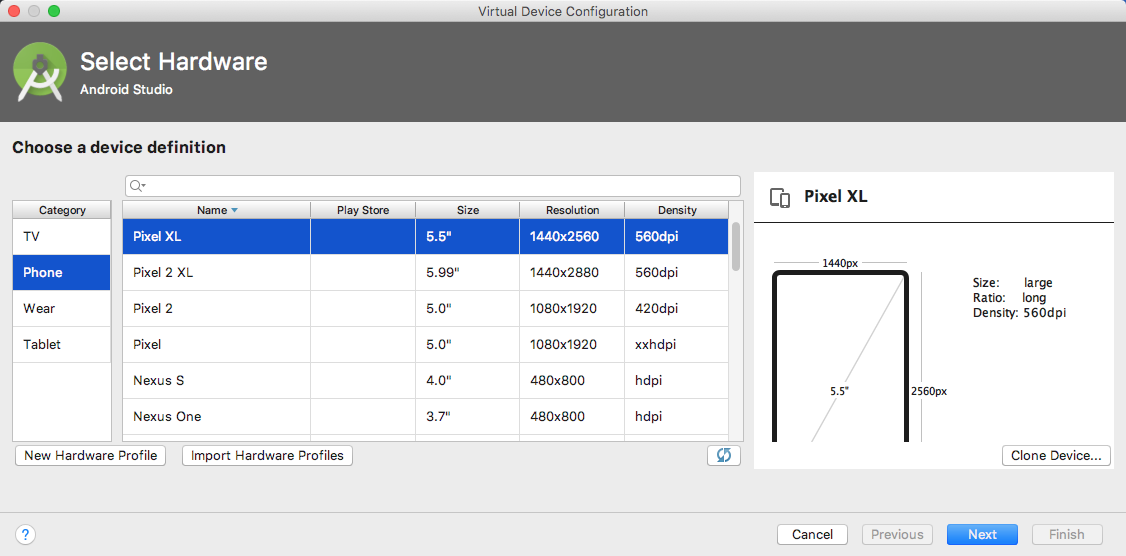 Virtual Device Configuration
Select Hardware
Android Studio
Choose a device definition
Category
TV
Phone
Wear
Tablet
Name Play Store Size Resolution Density
Pixel XL 5.5" 1440x2560 560dpi
Pixel 2 XL 5.99" 1440x2880 560dpi
Pixel 2 5.0" 1080x1920 420dpi
Pixel 5.0" 1080x1920 xxhdpi
Nexus S 4.0" 480x800 hdpi
Nexus One 3.7" 480x800 hdpi
New Hardware Profile Import Hardware Profiles
Pixel XL
1440px
5.5"
2560px
Size: large
Ratio: long
Density: 560dpi
Clone Device...
? Cancel Previous Next Finish